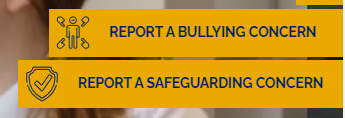 REPORT A BULLYING CONCERN
REPORT A SAFEGUARDING CONCERN